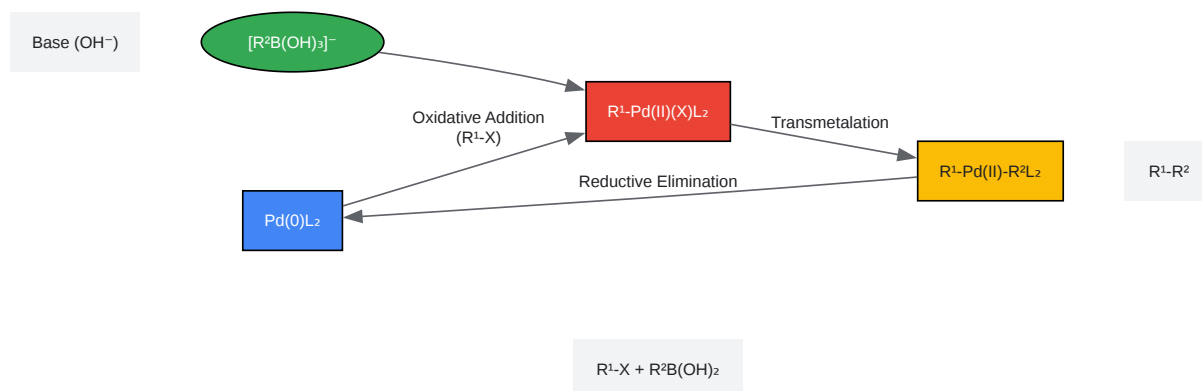 Base (OH⁻)
[R²B(OH)₃]⁻
R¹-Pd(II)(X)L₂
Oxidative Addition
(R¹-X)
Transmetalation
R¹-Pd(II)-R²L₂
R¹-R²
Reductive Elimination
Pd(0)L₂
R¹-X + R²B(OH)₂